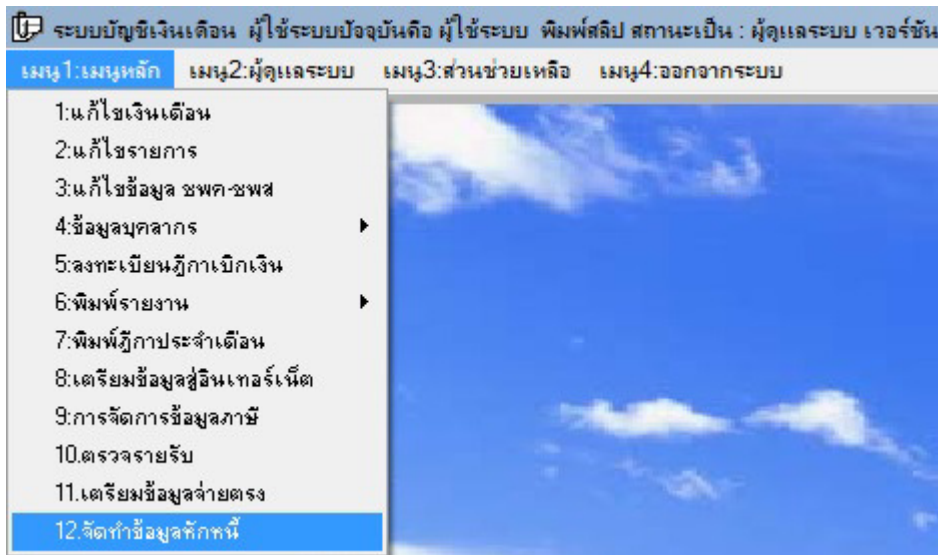 ระบบบัญชีเงินเดือน ผู้ใช้ระบบปัจจุบันคือ ผู้ใช้ระบบ พิมพ์สลิป สถานะเป็น : ผู้ดูแลระบบ เวอร์ชัน
เมนู1:เมนูหลัก เมนู2:ผู้ดูแลระบบ เมนู3:ส่วนช่วยเหลือ เมนู4:ออกจากระบบ
1:แก้ไขเงินเดือน
2:แก้ไขรายการ
3:แก้ไขข้อมูล ชพค-ชพส
4:ข้อมูลบุคลากร
5:ลงทะเบียนฎีกาเบิกเงิน
6:พิมพ์รายงาน
7:พิมพ์ฎีกาประจำเดือน
8:เตรียมข้อมูลสู่อินเทอร์เน็ต
9:การจัดการข้อมูลภาษี
10.ตรวจรายรับ
11.เตรียมข้อมูลจ่ายตรง
12.จัดทำข้อมูลหักหนี้